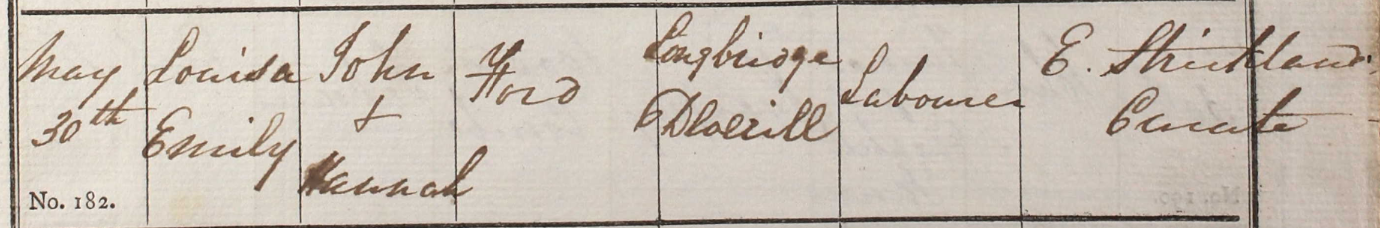 May
30th
No. 182.
Louisa
Emily
John
+
Hannah
Ford
Longbridge
Deverill
Labourer
E. Strickland.
Curate